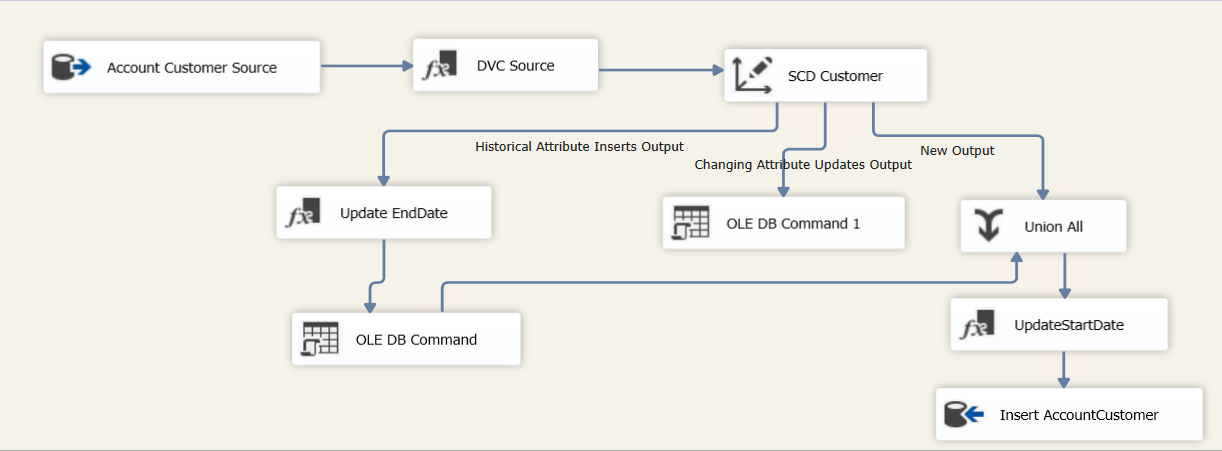 Account Customer Source
DVC Source
SCD Customer
Historical Attribute Inserts Output
Changing Attribute Updates Output
New Output
Update EndDate
OLE DB Command 1
Union All
OLE DB Command
UpdateStartDate
Insert AccountCustomer